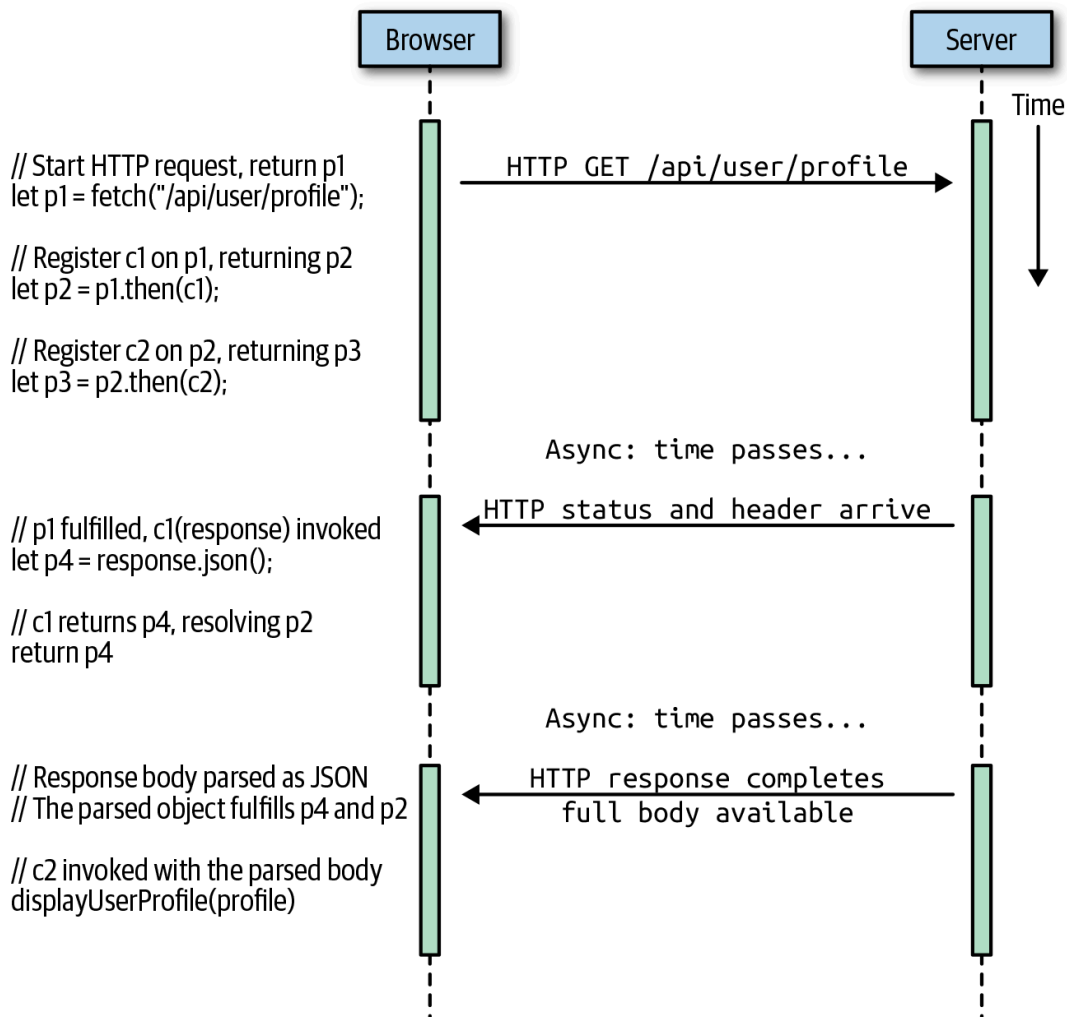 Browser
Server
Time
// Start HTTP request, return p1
let p1 = fetch("/api/user/profile");
HTTP GET /api/user/profile
// Register c1 on p1, returning p2
let p2 = p1.then(c1);
// Register c2 on p2, returning p3
let p3 = p2.then(c2);
Async: time passes...
HTTP status and header arrive
// p1 fulfilled, c1(response) invoked
let p4 = response.json();
// c1 returns p4, resolving p2
return p4
Async: time passes...
HTTP response completes
full body available
// Response body parsed as JSON
// The parsed object fulfills p4 and p2
// c2 invoked with the parsed body
displayUserProfile(profile)